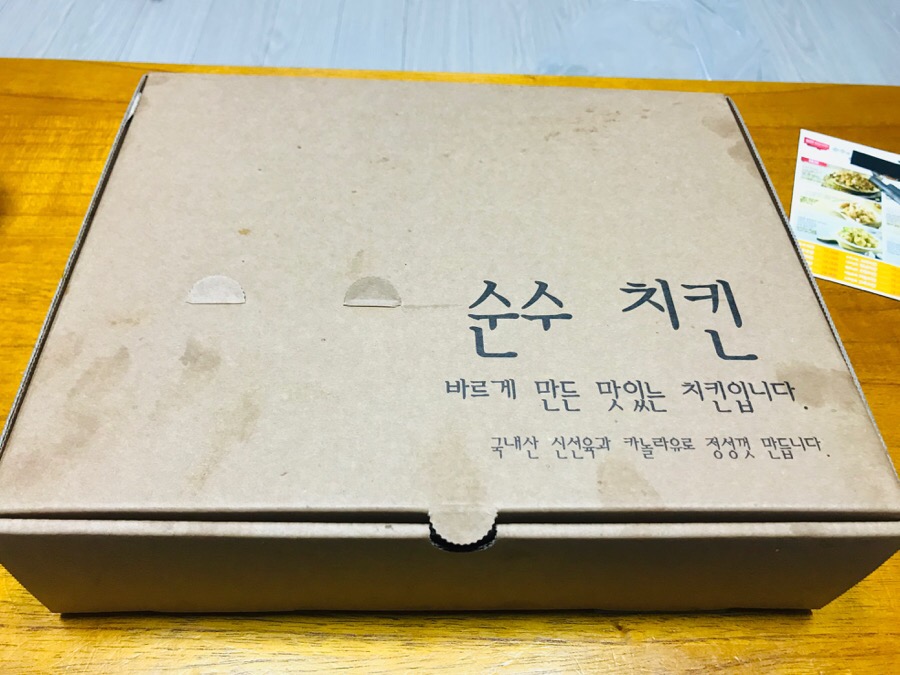 순수 치킨
바르게 만든 맛있는 치킨입니다.
국내산 신선육과 카놀라유로 정성껏 만듭니다.